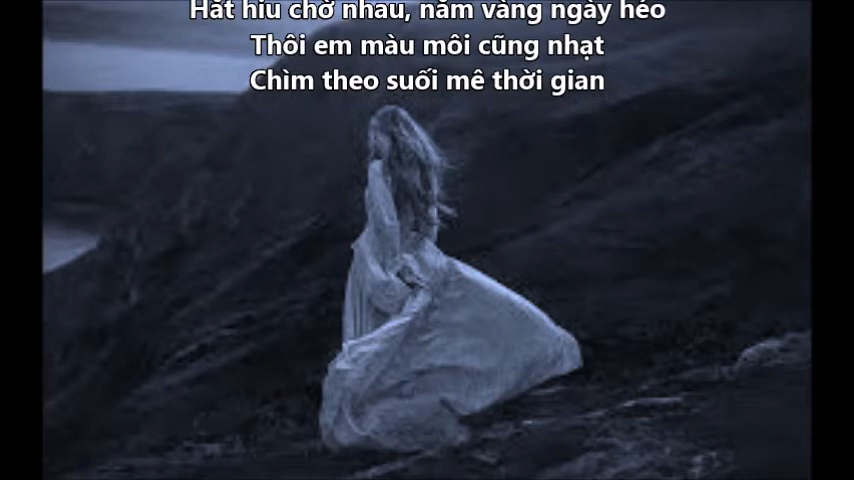 Hắt hiu chờ nhau, năm vàng ngày héo
Thôi em màu môi cũng nhạt
Chìm theo suối mê thời gian